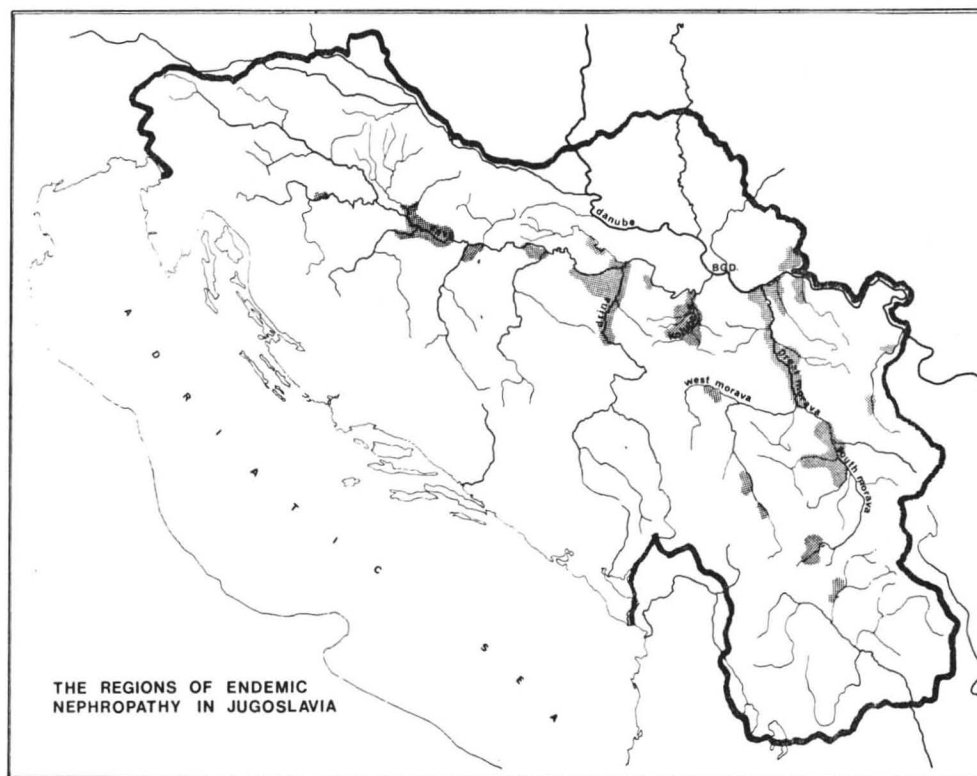 danube
BGD.
drina
great morava
west morava
south morava
A D R I A T I C S E A
THE REGIONS OF ENDEMIC
NEPHROPATHY IN JUGOSLAVIA